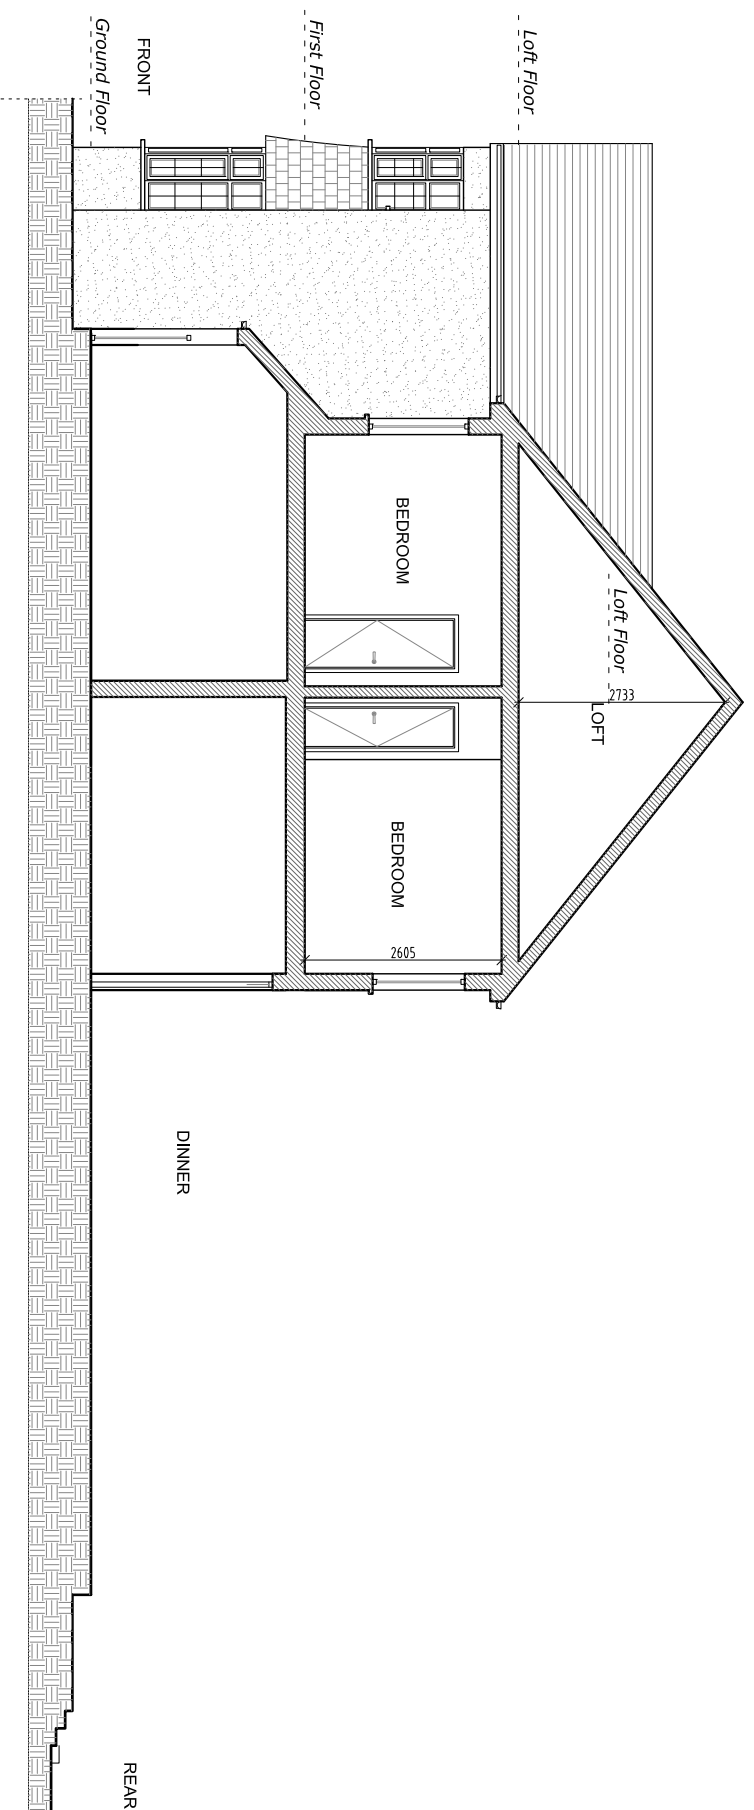 Loft Floor
First Floor
Ground Floor
FRONT
Loft Floor
2733
LOFT
BEDROOM
BEDROOM
2605
DINNER
REAR